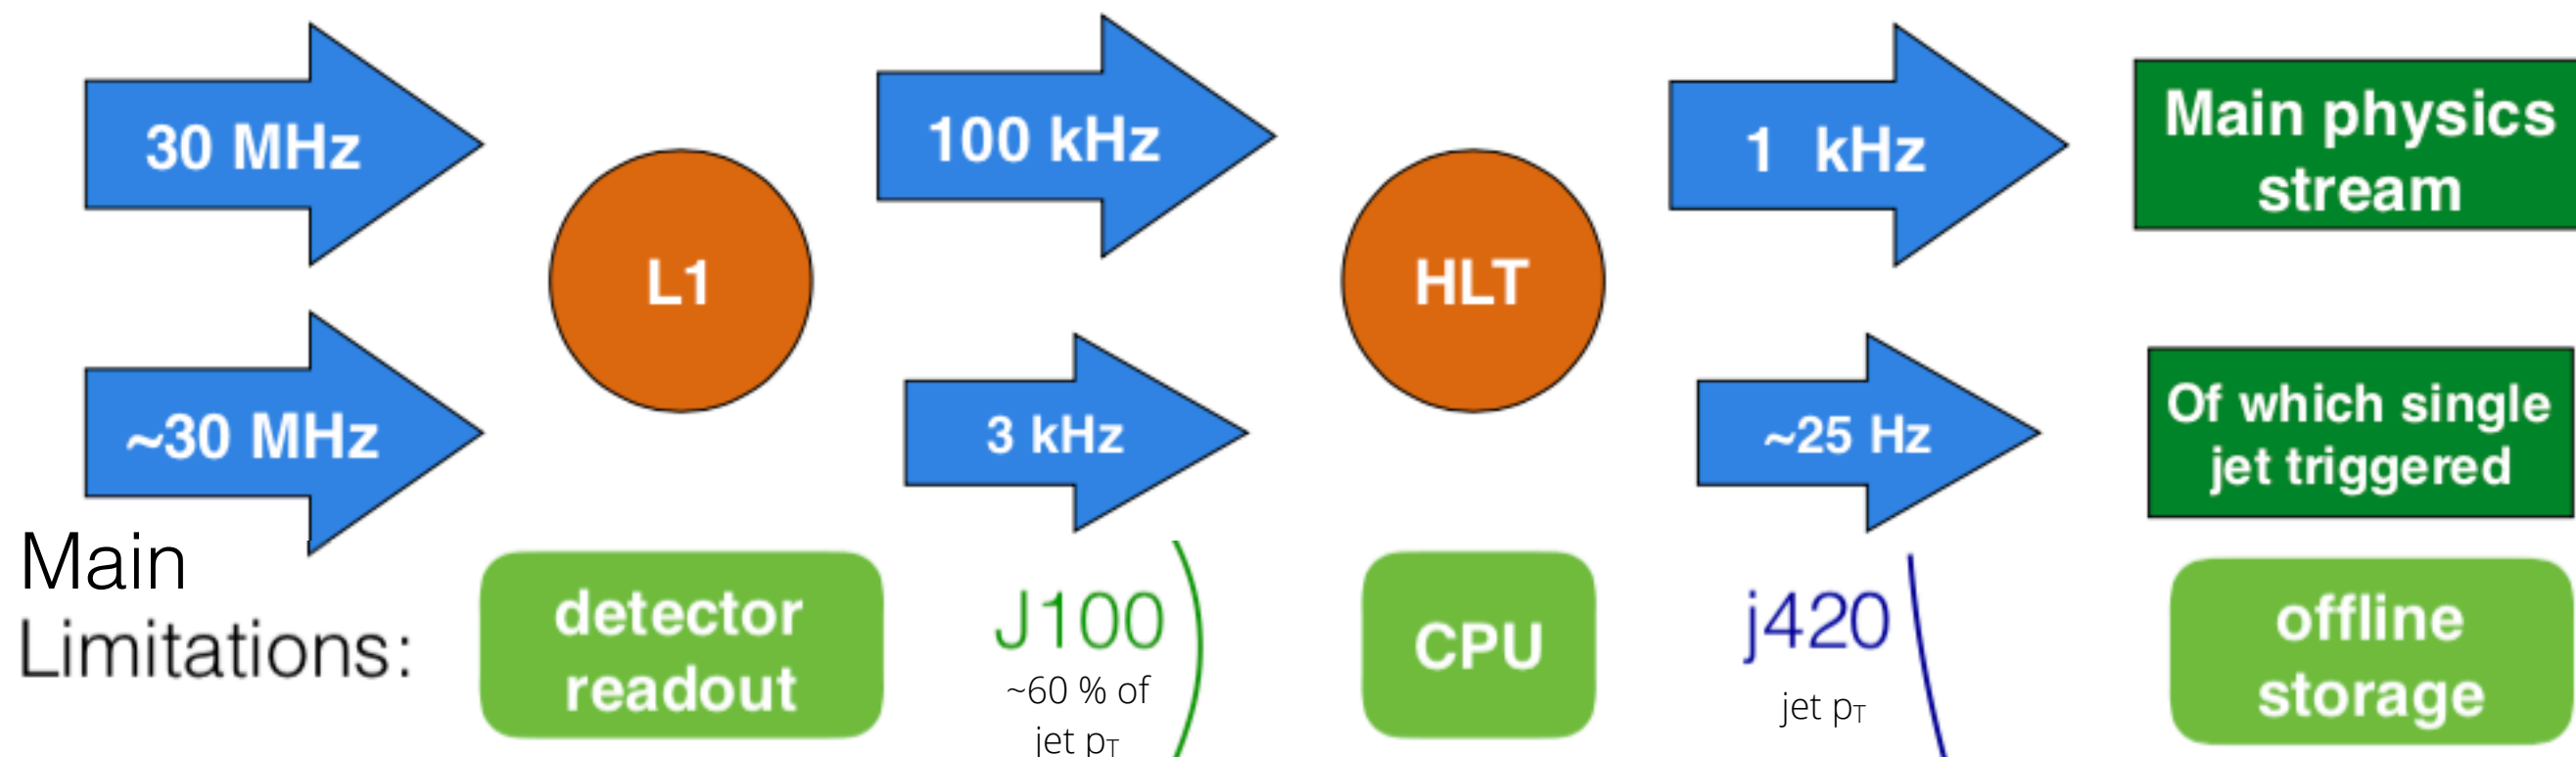 30 MHz
100 kHz
1 kHz
Main physics
stream
L1
HLT
~30 MHz
3 kHz
~25 Hz
Of which single
jet triggered
Main
Limitations:
detector
readout
J100
~60 % of
jet pT
CPU
j420
jet pT
offline
storage